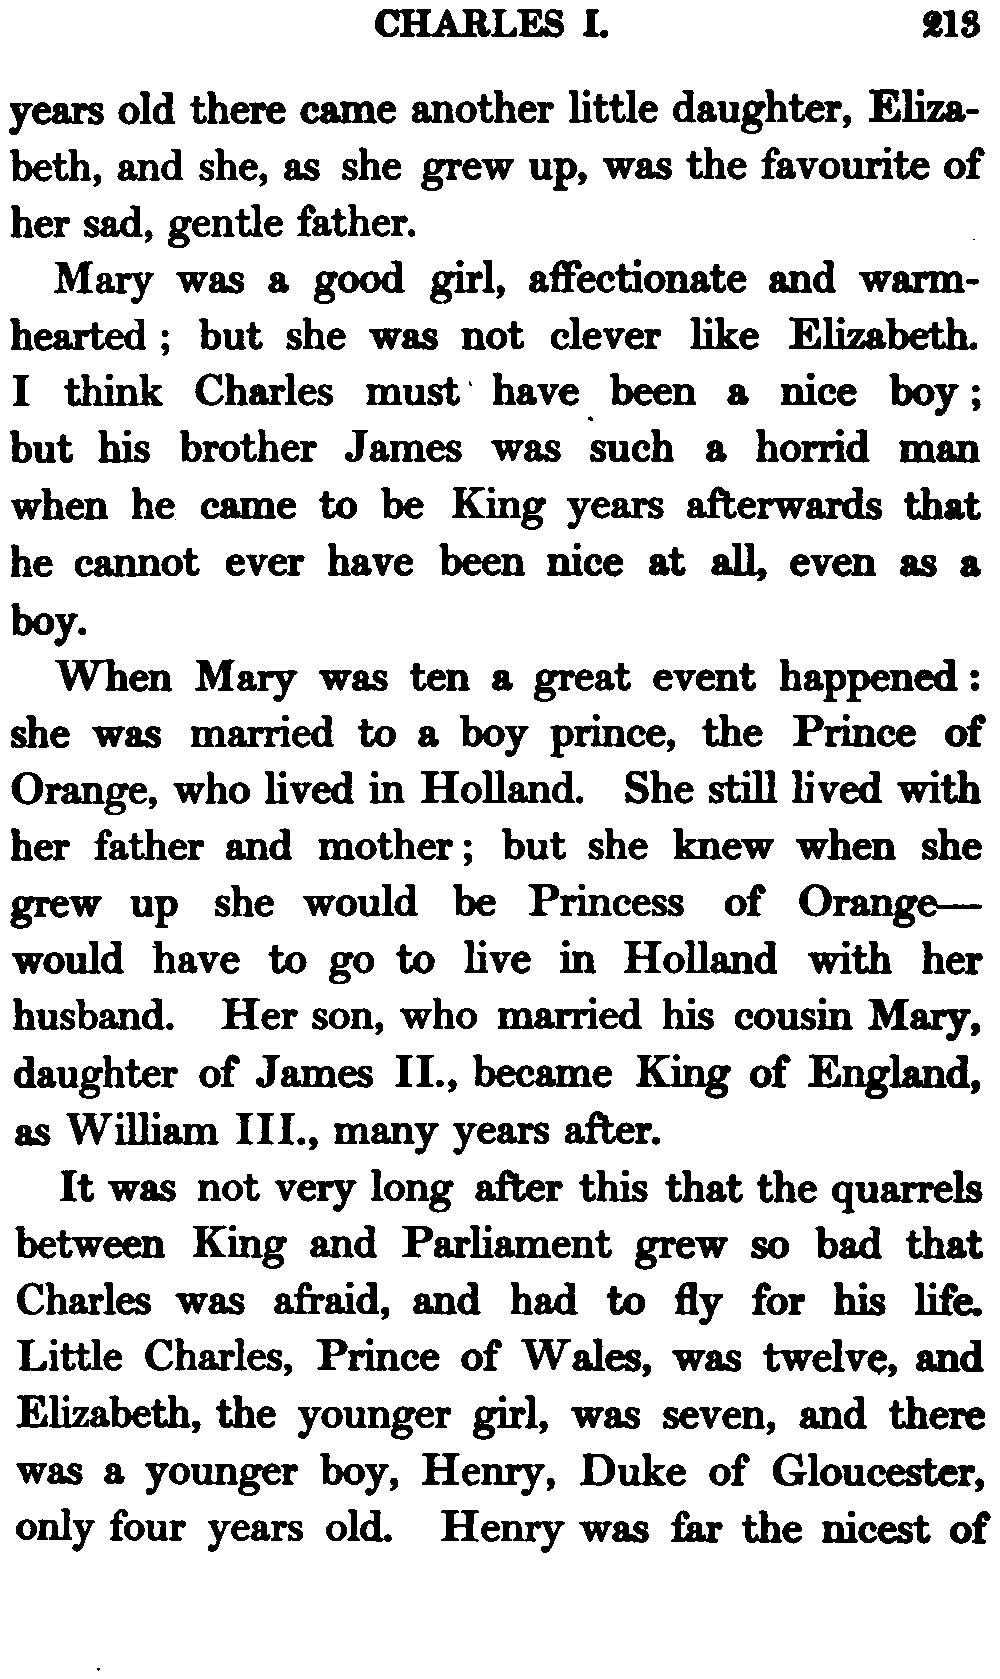 CHARLES I. 213
years old there came another little daughter, Eliza-
beth, and she, as she grew up, was the favourite of
her sad, gentle father.
Mary was a good girl, affectionate and warm-
hearted ; but she was not clever like Elizabeth.
I think Charles must have been a nice boy ;
but his brother James was such a horrid man
when he came to be King years afterwards that
he cannot ever have been nice at all, even as a
boy.
When Mary was ten a great event happened :
she was married to a boy prince, the Prince of
Orange, who lived in Holland. She still lived with
her father and mother ; but she knew when she
grew up she would be Princess of Orange—
would have to go to live in Holland with her
husband. Her son, who married his cousin Mary,
daughter of James II., became King of England,
as William III., many years after.
It was not very long after this that the quarrels
between King and Parliament grew so bad that
Charles was afraid, and had to fly for his life.
Little Charles, Prince of Wales, was twelve, and
Elizabeth, the younger girl, was seven, and there
was a younger boy, Henry, Duke of Gloucester,
only four years old. Henry was far the nicest of